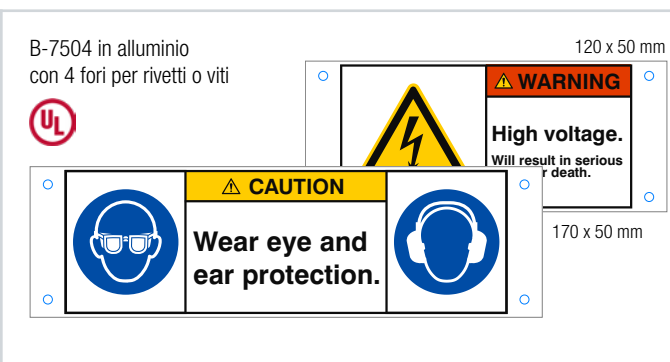 B-7504 in alluminio
con 4 fori per rivetti o viti
UL
120 x 50 mm
WARNING
High voltage.
Will result in serious
death.
CAUTION
Wear eye and
ear protection.
170 x 50 mm